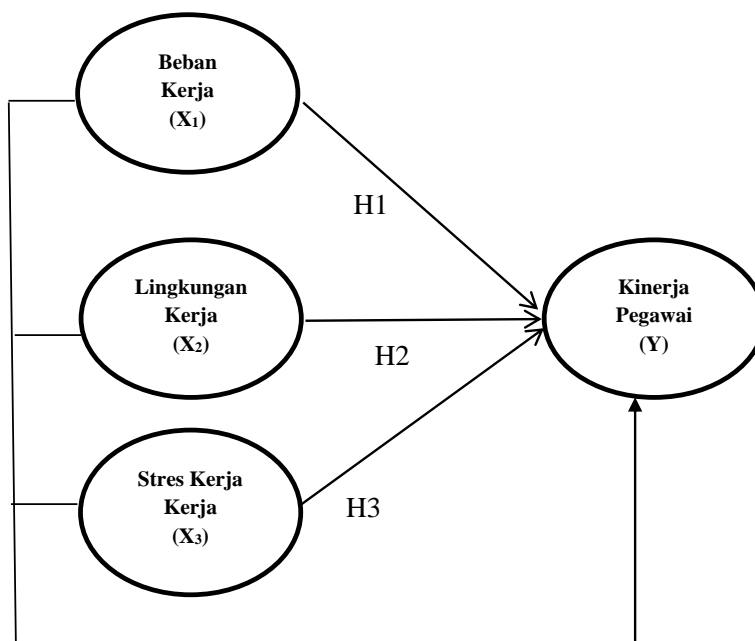 Beban
Kerja
(X₁)
H1
Lingkungan
Kerja
(X₂)
Kinerja
Pegawai
(Y)
H2
Stres Kerja
Kerja
(X₃)
H3